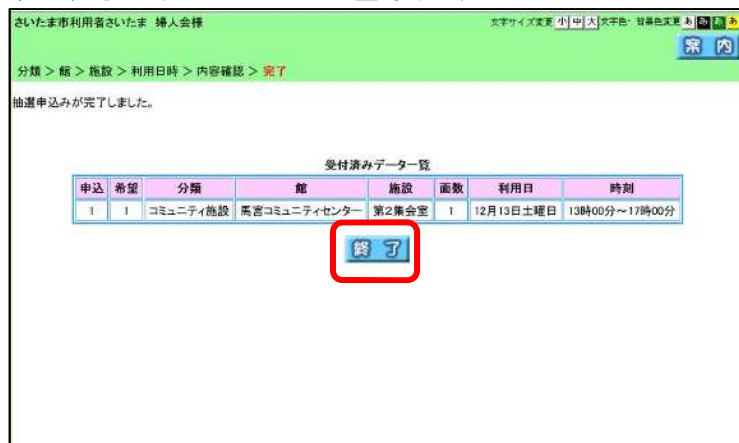 さいたま市利用者さいたま 婦人会様 文字サイズ変更 小 中 大 文字色・背景色変更 あ あ あ あ
案 内
分類 > 館 > 施設 > 利用日時 > 内容確認 > 完了
抽選申込みが完了しました。
受付済みデータ一覧
申込 希望 分類 館 施設 面数 利用日 時刻
1 1 コミュニティ施設 馬宮コミュニティセンター 第2集会室 1 12月13日土曜日 13時00分～17時00分
終 了